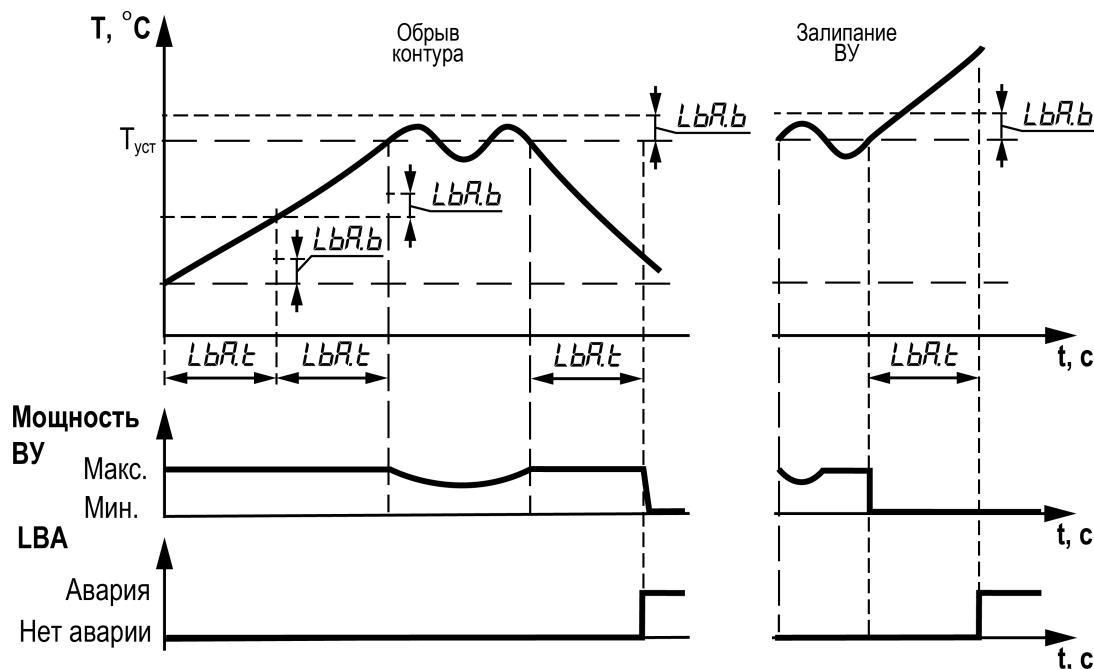 T, °C
Обрыв
контура
Залипание
ВУ
LbA.b
LbA.b
Tуст
LbA.b
LbA.b
LbA.t
LbA.t
LbA.t
LbA.t
t, с
Мощность
ВУ
Макс.
Мин.
t, с
LBA
Авария
Нет аварии
t, с